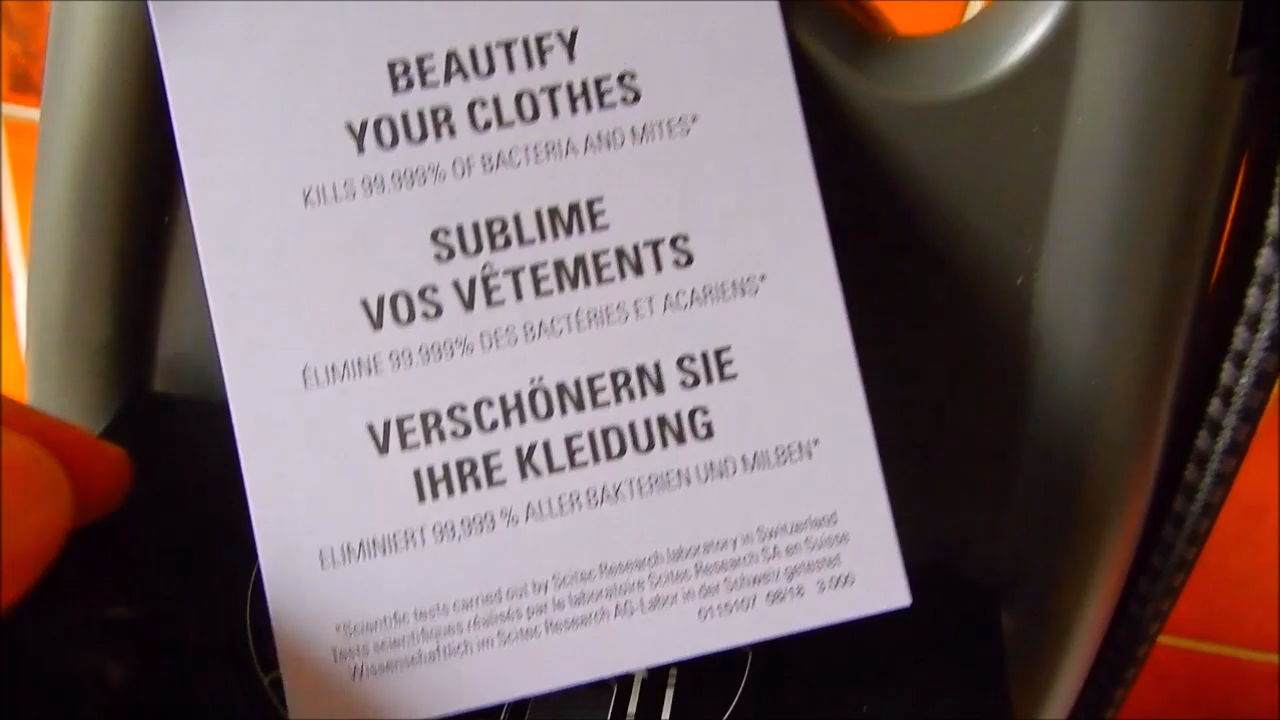 BEAUTIFY
YOUR CLOTHES
KILLS 99.999% OF BACTERIA AND MITES*
SUBLIME
VOS VÊTEMENTS
ÉLIMINE 99.999% DES BACTÉRIES ET ACARIENS*
VERSCHÖNERN SIE
IHRE KLEIDUNG
ELIMINIERT 99,999 % ALLER BAKTERIEN UND MILBEN*
*Scientific tests carried out by Scitec Research laboratory in Switzerland
Tests scientifiques réalisés par le laboratoire Scitec Research SA en Suisse
Wissenschaftlich im Scitec Research AG-Labor in der Schweiz getestet
0115107 08/18 3.000